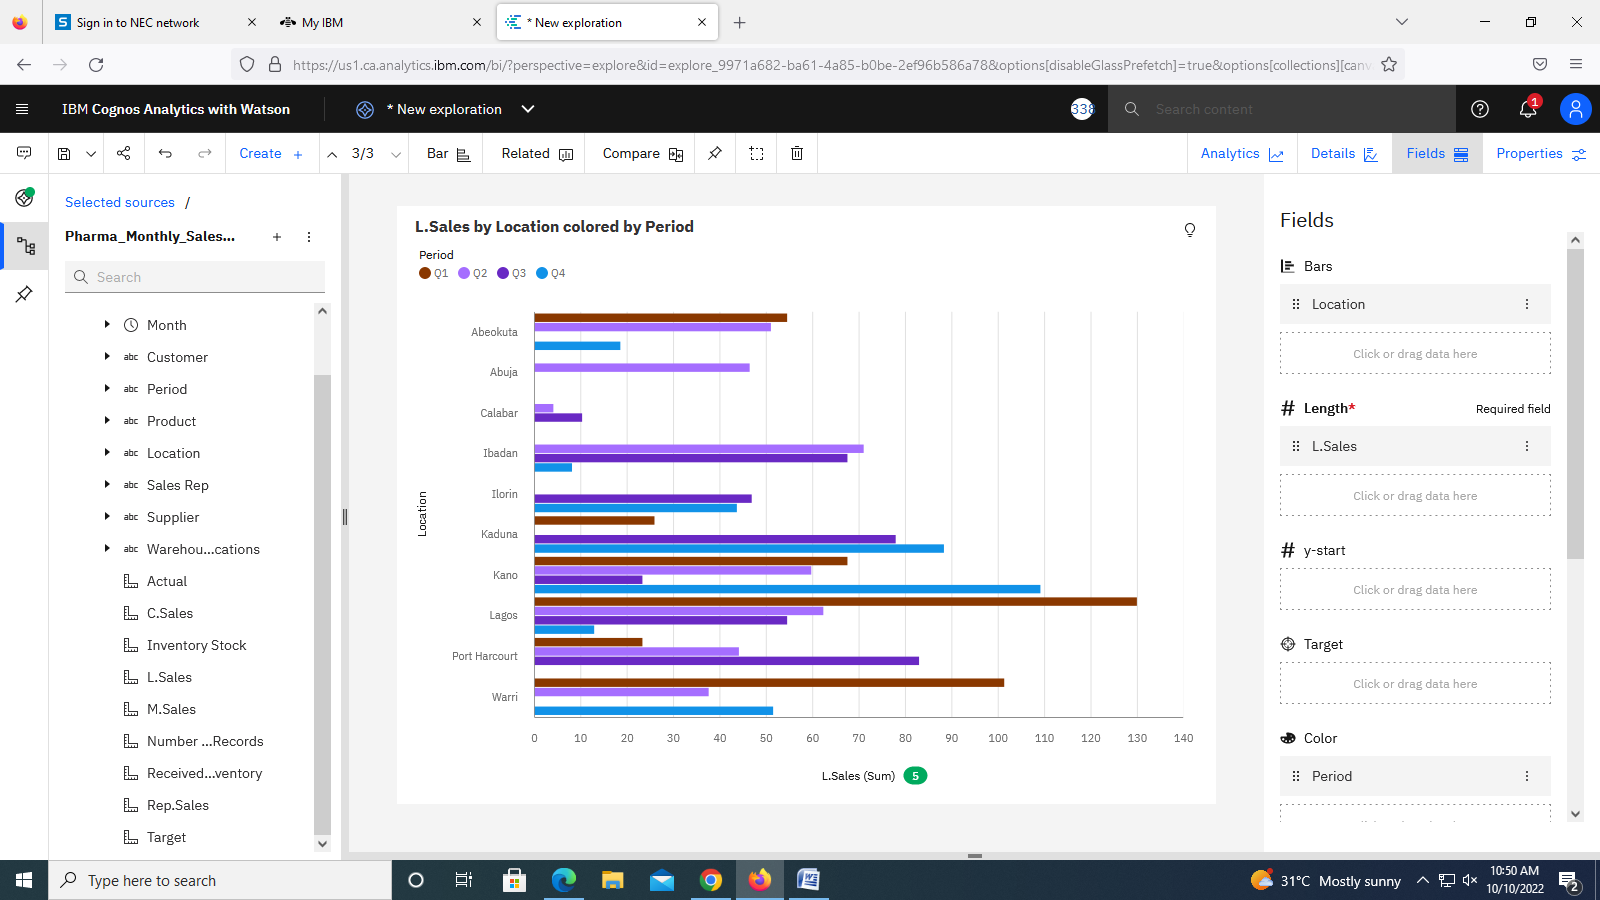 Sign in to NEC network
My IBM
* New exploration
https://us1.ca.analytics.ibm.com/bi/?perspective=explore&id=explore_9971a682-ba61-4a85-b0be-2ef96b586a78&options[disableGlassPrefetch]=true&options[collections][canv
IBM Cognos Analytics with Watson
* New exploration
338
Search content
1
Create +
3/3
Bar
Related
Compare
Analytics
Details
Fields
Properties
Selected sources /
Pharma_Monthly_Sales...
Search
Month
abc Customer
abc Period
abc Product
abc Location
abc Sales Rep
abc Supplier
abc Warehou...cations
Actual
C.Sales
Inventory Stock
L.Sales
M.Sales
Number ...Records
Received...ventory
Rep.Sales
Target
L.Sales by Location colored by Period
Period
Q1 Q2 Q3 Q4
Location
Abeokuta
Abuja
Calabar
Ibadan
Ilorin
Kaduna
Kano
Lagos
Port Harcourt
Warri
0 10 20 30 40 50 60 70 80 90 100 110 120 130 140
L.Sales (Sum) 5
Fields
Bars
Location
Click or drag data here
# Length* Required field
L.Sales
Click or drag data here
# y-start
Click or drag data here
Target
Click or drag data here
Color
Period
Type here to search
31°C Mostly sunny
10:50 AM
10/10/2022
2